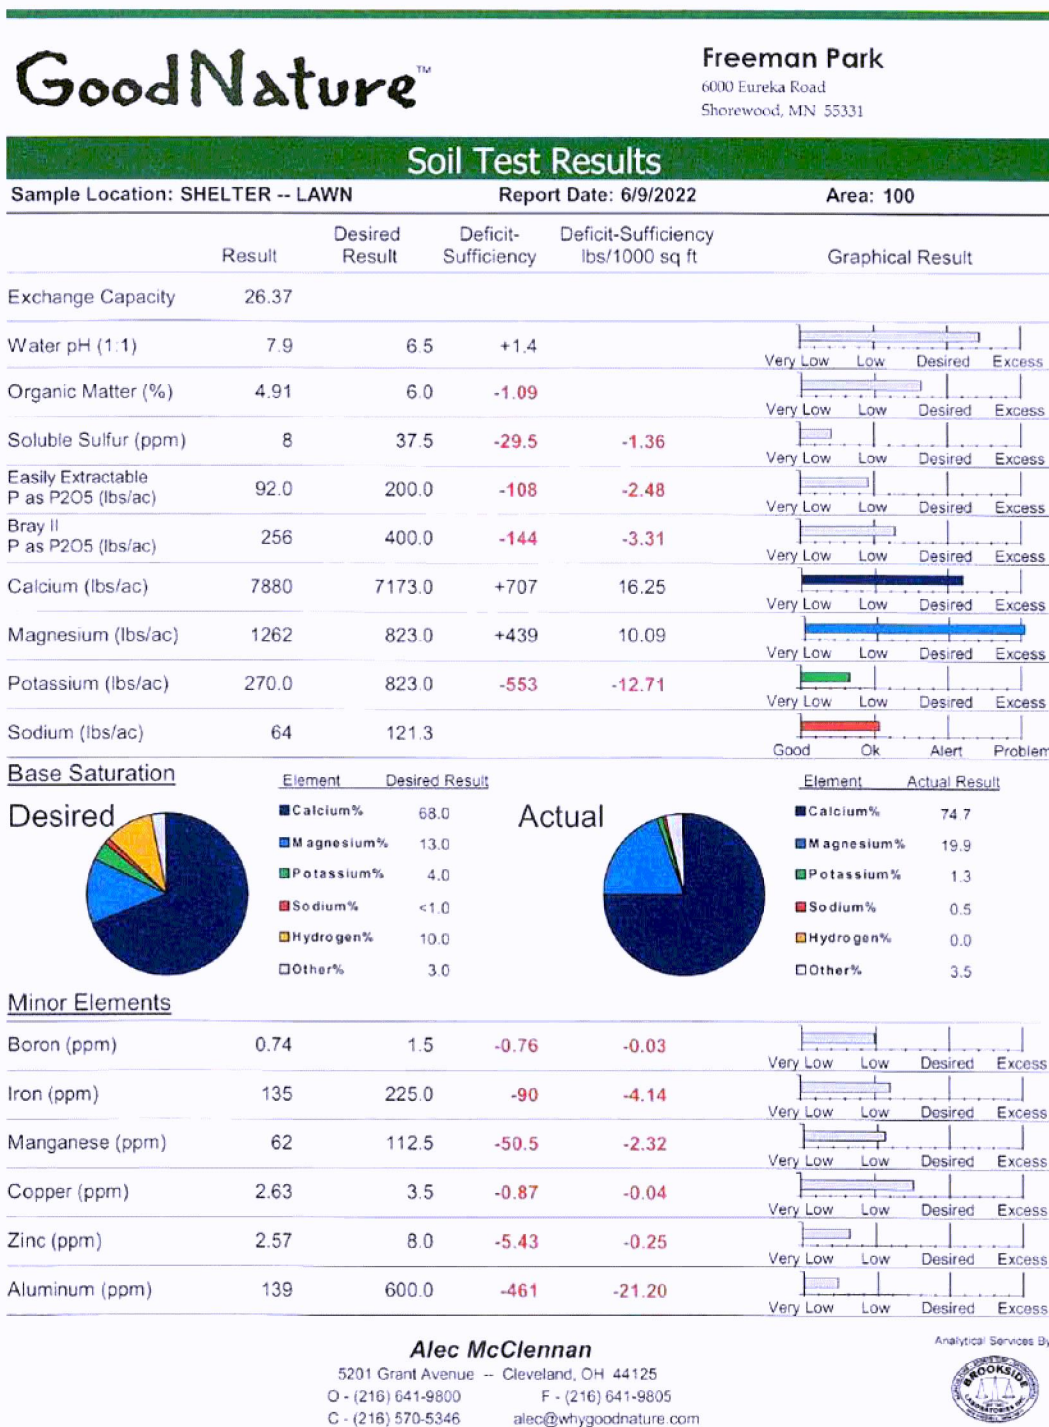 GoodNature™
Freeman Park
6000 Eureka Road
Shorewood, MN 55331
Soil Test Results
Sample Location: SHELTER -- LAWN Report Date: 6/9/2022 Area: 100
Result Desired Result Deficit-Sufficiency Deficit-Sufficiency lbs/1000 sq ft Graphical Result
Exchange Capacity 26.37
Water pH (1:1) 7.9 6.5 +1.4
Very Low Low Desired Excess
Organic Matter (%) 4.91 6.0 -1.09
Very Low Low Desired Excess
Soluble Sulfur (ppm) 8 37.5 -29.5 -1.36
Very Low Low Desired Excess
Easily Extractable
P as P2O5 (lbs/ac) 92.0 200.0 -108 -2.48
Very Low Low Desired Excess
Bray II
P as P2O5 (lbs/ac) 256 400.0 -144 -3.31
Very Low Low Desired Excess
Calcium (lbs/ac) 7880 7173.0 +707 16.25
Very Low Low Desired Excess
Magnesium (lbs/ac) 1262 823.0 +439 10.09
Very Low Low Desired Excess
Potassium (lbs/ac) 270.0 823.0 -553 -12.71
Very Low Low Desired Excess
Sodium (lbs/ac) 64 121.3
Good Ok Alert Problem
Base Saturation
Desired
Element Desired Result
Calcium% 68.0
Magnesium% 13.0
Potassium% 4.0
Sodium% <1.0
Hydrogen% 10.0
Other% 3.0
Actual
Element Actual Result
Calcium% 74.7
Magnesium% 19.9
Potassium% 1.3
Sodium% 0.5
Hydrogen% 0.0
Other% 3.5
Minor Elements
Boron (ppm) 0.74 1.5 -0.76 -0.03
Very Low Low Desired Excess
Iron (ppm) 135 225.0 -90 -4.14
Very Low Low Desired Excess
Manganese (ppm) 62 112.5 -50.5 -2.32
Very Low Low Desired Excess
Copper (ppm) 2.63 3.5 -0.87 -0.04
Very Low Low Desired Excess
Zinc (ppm) 2.57 8.0 -5.43 -0.25
Very Low Low Desired Excess
Aluminum (ppm) 139 600.0 -461 -21.20
Very Low Low Desired Excess
Alec McClennan
5201 Grant Avenue -- Cleveland, OH 44125
O - (216) 641-9800 F - (216) 641-9805
C - (216) 570-5346 alec@whygoodnature.com
Analytical Services By
BROOKSIDE
LABORATORIES